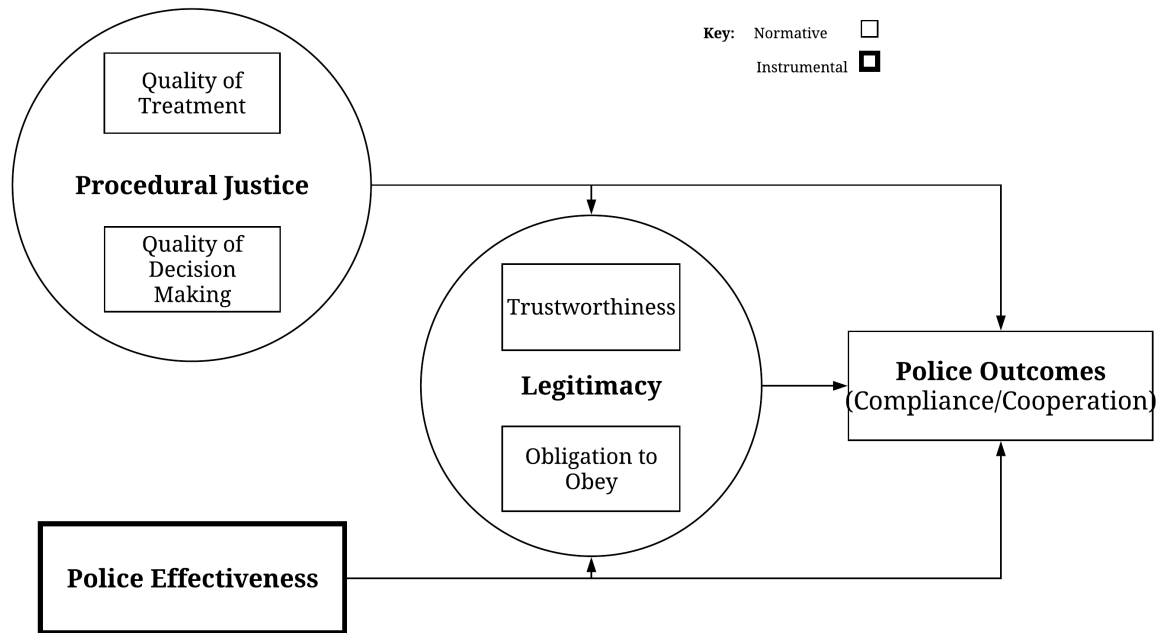 Key: Normative
Instrumental
Quality of
Treatment
Procedural Justice
Quality of
Decision
Making
Trustworthiness
Legitimacy
Obligation to
Obey
Police Outcomes
(Compliance/Cooperation)
Police Effectiveness